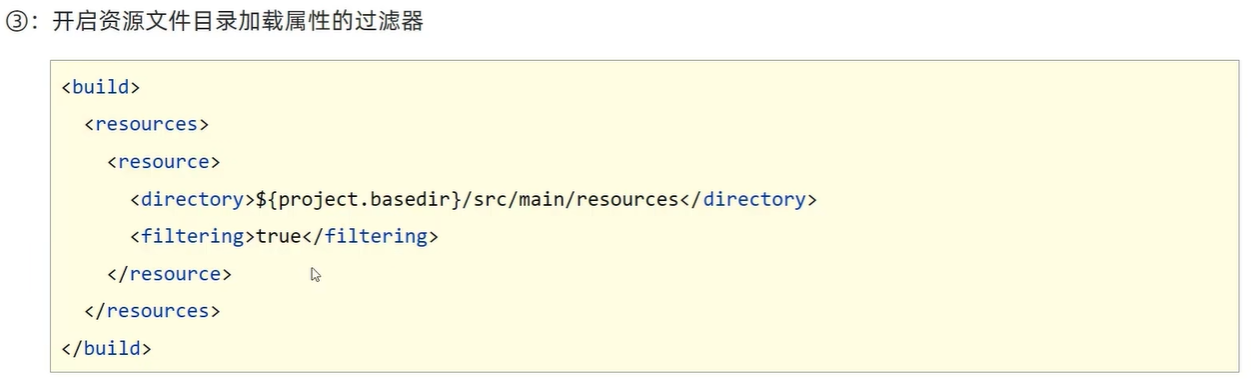 ③：开启资源文件目录加载属性的过滤器
<build>
  <resources>
    <resource>
      <directory>${project.basedir}/src/main/resources</directory>
      <filtering>true</filtering>
    </resource>
  </resources>
</build>